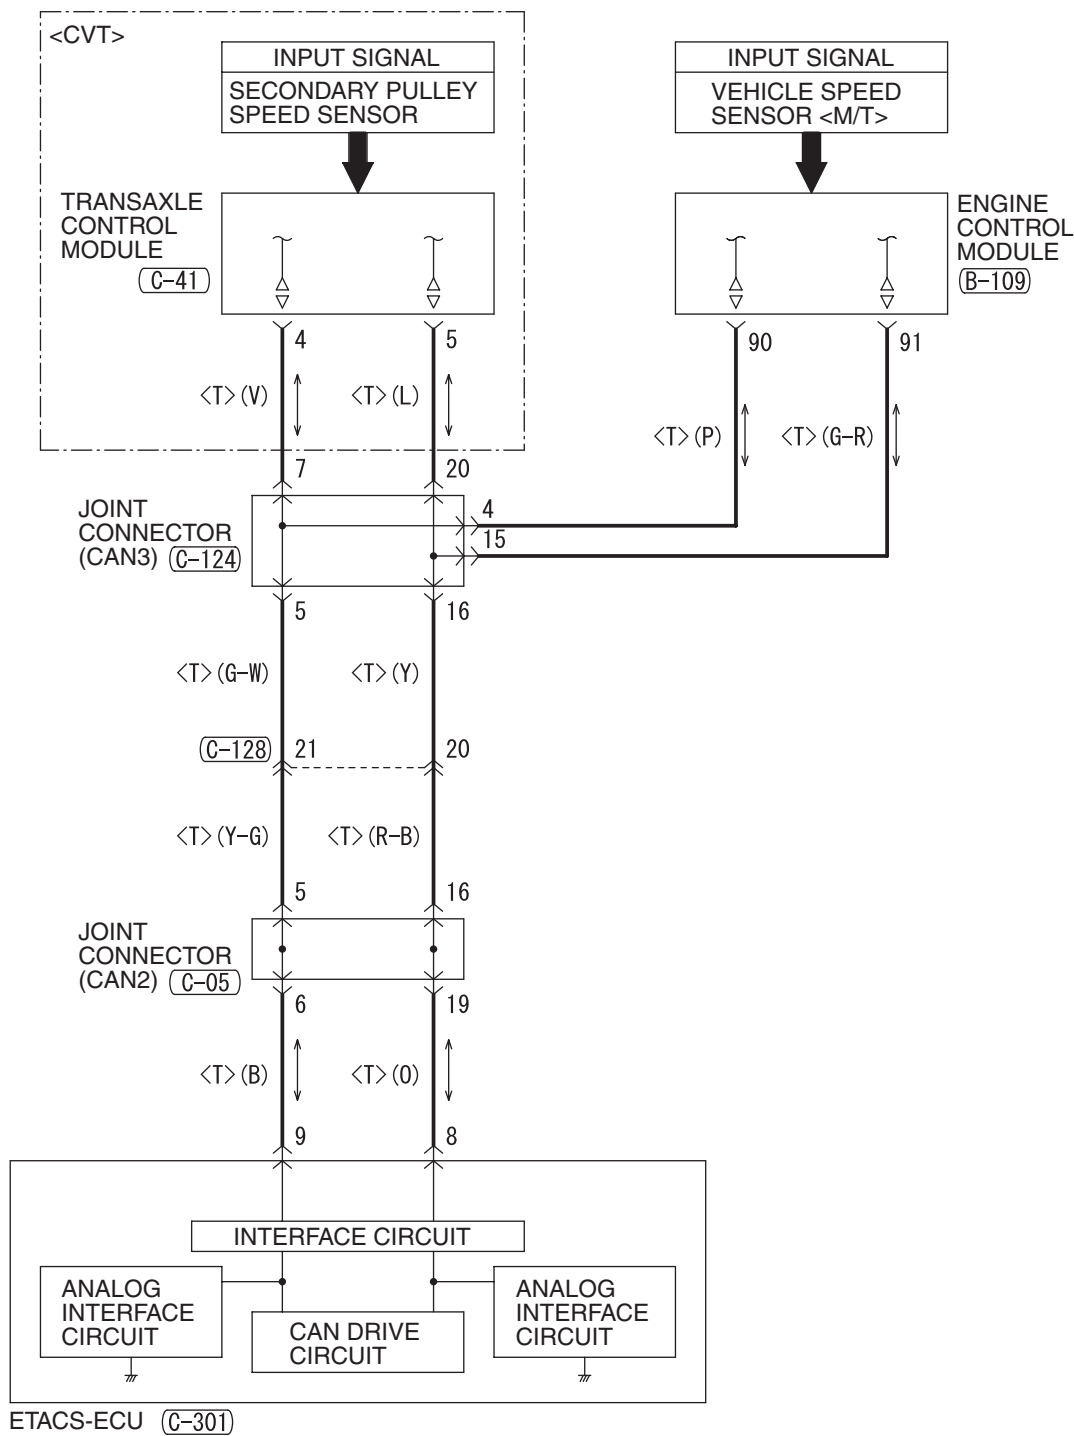 <CVT>
INPUT SIGNAL
SECONDARY PULLEY
SPEED SENSOR
INPUT SIGNAL
VEHICLE SPEED
SENSOR <M/T>
TRANSAXLE
CONTROL
MODULE
C-41
ENGINE
CONTROL
MODULE
B-109
4
5
90
91
<T>(V)
<T>(L)
<T>(P)
<T>(G-R)
7
20
JOINT
CONNECTOR
(CAN3)
C-124
4
15
5
16
<T>(G-W)
<T>(Y)
C-128
21
20
<T>(Y-G)
<T>(R-B)
5
16
JOINT
CONNECTOR
(CAN2)
C-05
6
19
<T>(B)
<T>(O)
9
8
INTERFACE CIRCUIT
ANALOG
INTERFACE
CIRCUIT
CAN DRIVE
CIRCUIT
ANALOG
INTERFACE
CIRCUIT
ETACS-ECU
C-301